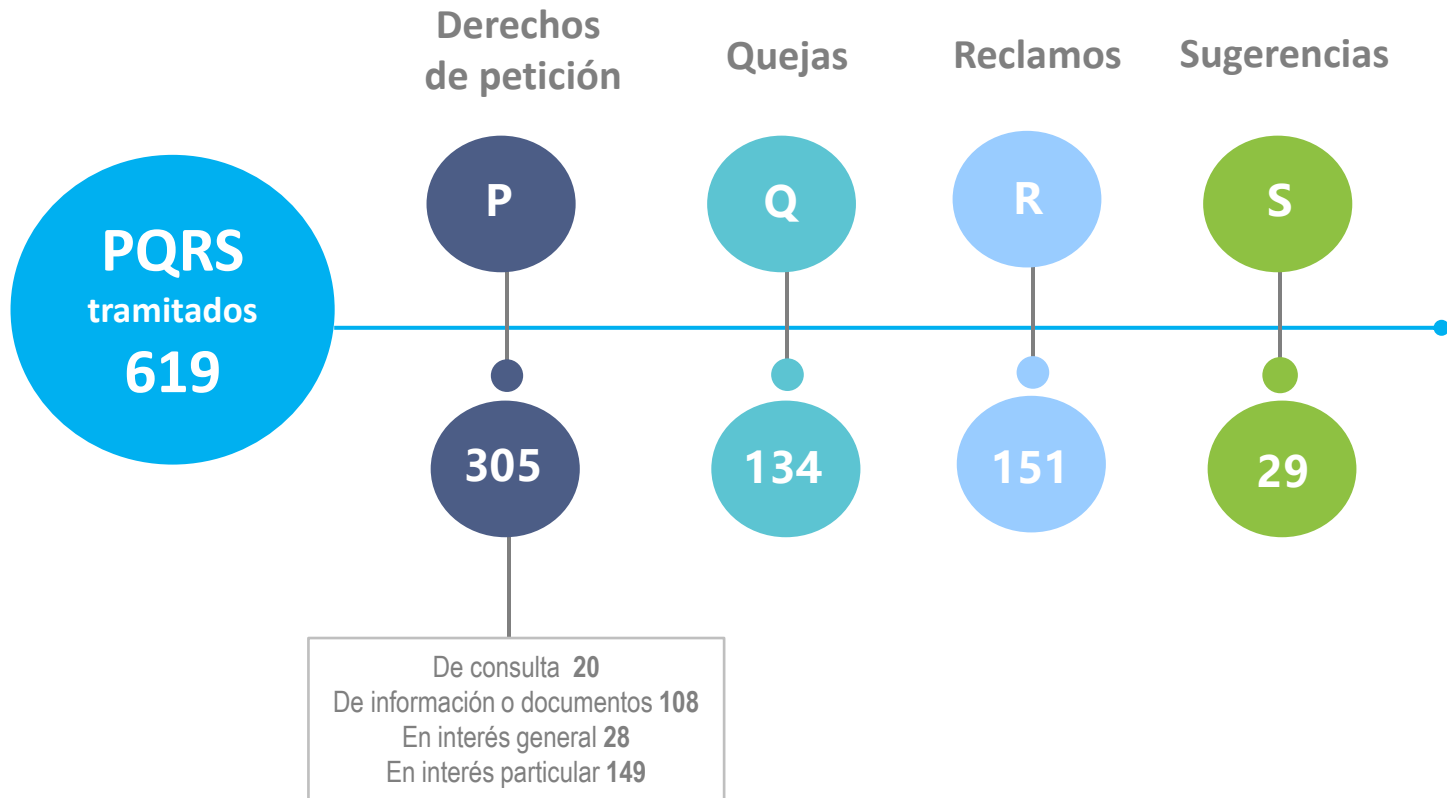 Derechos
de petición
Quejas
Reclamos
Sugerencias
P
Q
R
S
PQRS
tramitados
619
305
134
151
29
De consulta 20
De información o documentos 108
En interés general 28
En interés particular 149